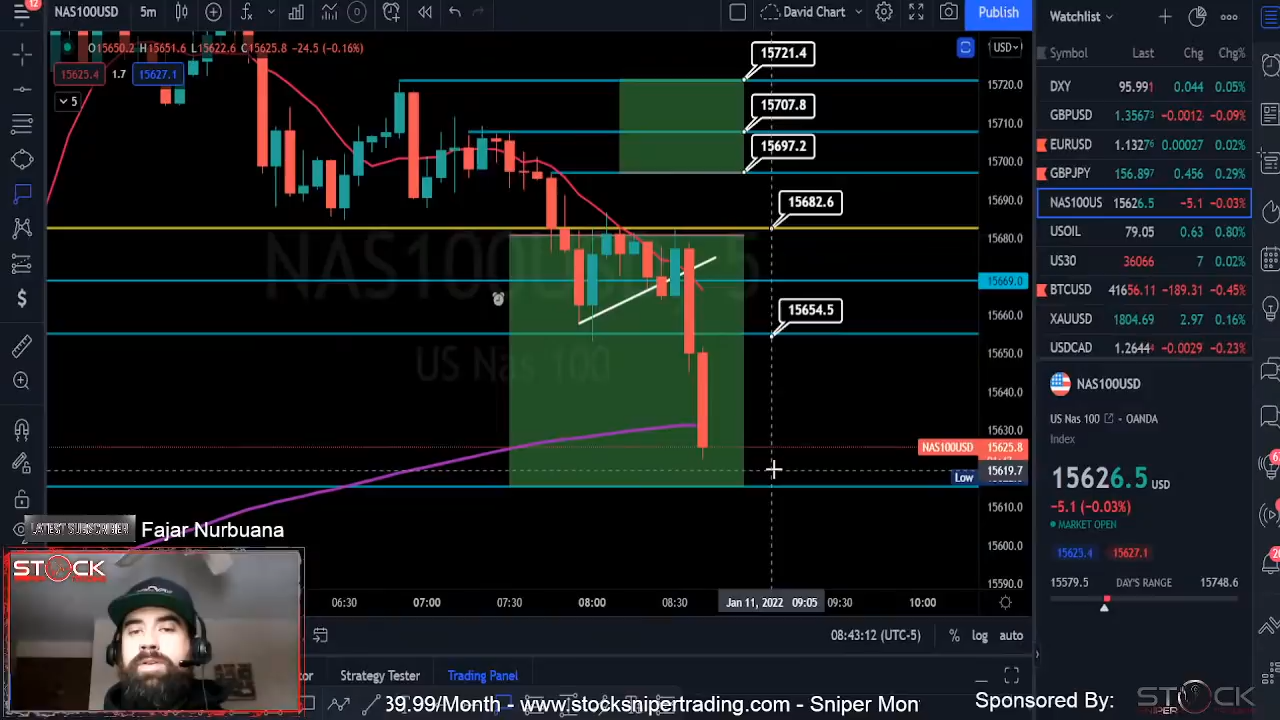 12
NAS100USD 5m David Chart Publish
O15650.2 H15651.6 L15622.6 C15625.8 -24.5 (-0.16%)
15625.4 1.7 15627.1
5
NAS100USD, 5
US Nas 100
15721.4
15707.8
15697.2
15682.6
15654.5
USD
15720.0
15710.0
15700.0
15690.0
15680.0
15669.0
15660.0
15650.0
15640.0
15630.0
NAS100USD 15625.8
15619.7
Low
15610.0
15600.0
15590.0
06:30 07:00 07:30 08:00 08:30 Jan 11, 2022 09:05 09:30 10:00
08:43:12 (UTC-5) % log auto
Strategy Tester Trading Panel
Watchlist
Symbol Last Chg Chg%
DXY 95.991 0.044 0.05%
GBPUSD 1.35673 -0.0012 -0.09%
EURUSD 1.13276 0.00027 0.02%
GBPJPY 156.897 0.456 0.29%
NAS100US 15626.5 -5.1 -0.03%
USOIL 79.05 0.63 0.80%
US30 36066 7 0.02%
BTCUSD 41656.11 -189.31 -0.45%
XAUUSD 1804.69 2.97 0.16%
USDCAD 1.2644 -0.0029 -0.23%
NAS100USD
US Nas 100 - OANDA
Index
15626.5 USD
-5.1 (-0.03%)
MARKET OPEN
15623.4 15627.1
15579.5 DAY'S RANGE 15748.6
LATEST SUBSCRIBER Fajar Nurbuana
STOCK
39.99/Month - www.stocksnipertrading.com - Sniper Mon
Sponsored By:
STOCK